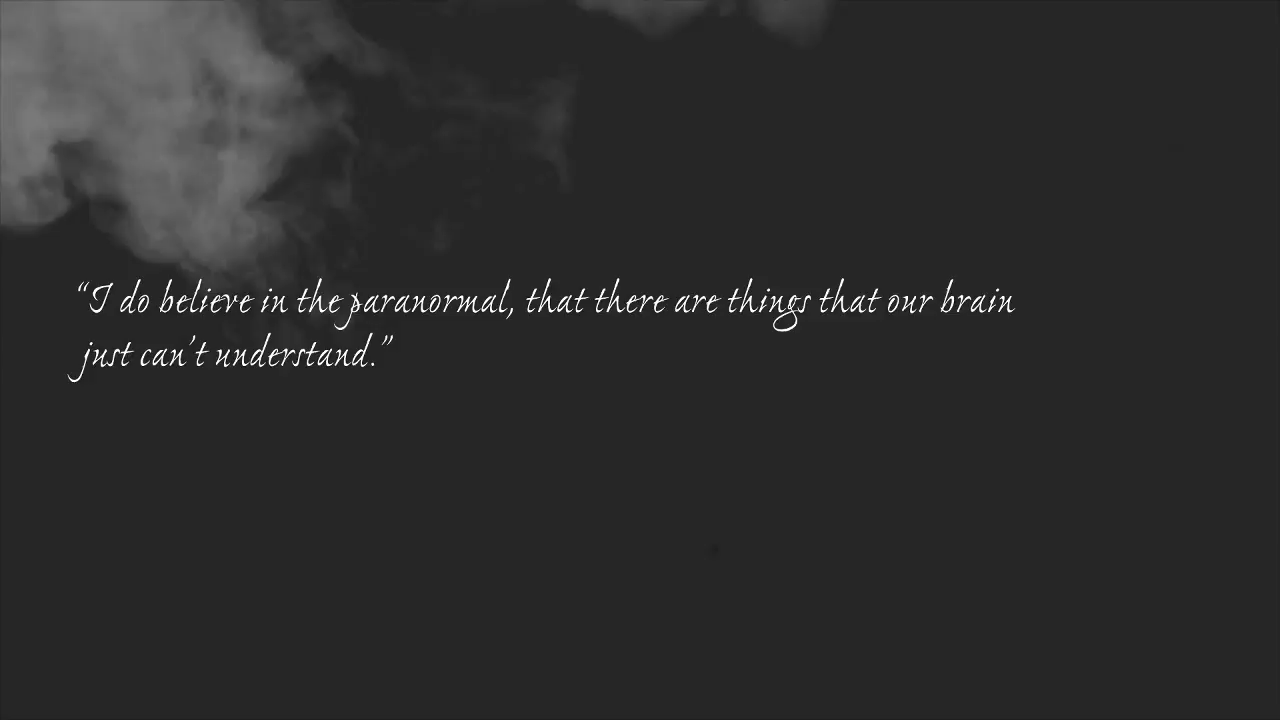 “I do believe in the paranormal, that there are things that our brain
just can’t understand.”